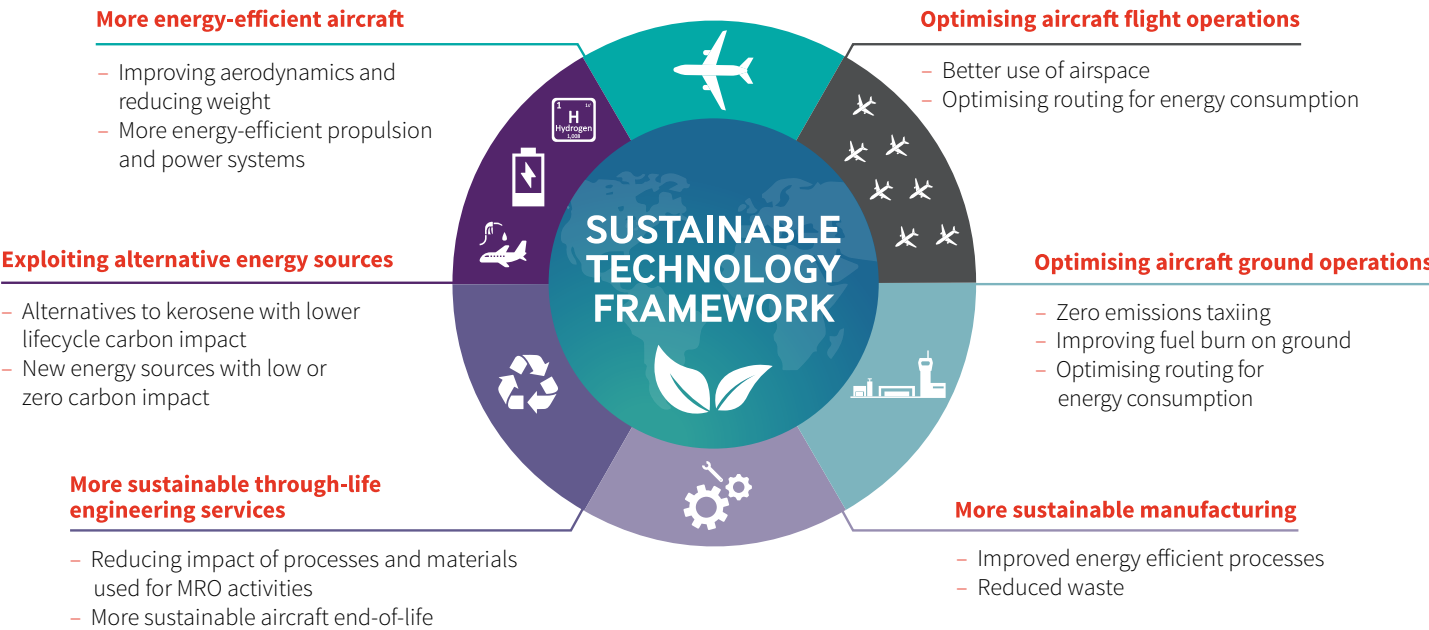 More energy-efficient aircraft
– Improving aerodynamics and
reducing weight
– More energy-efficient propulsion
and power systems
Exploiting alternative energy sources
– Alternatives to kerosene with lower
lifecycle carbon impact
– New energy sources with low or
zero carbon impact
More sustainable through-life
engineering services
– Reducing impact of processes and materials
used for MRO activities
– More sustainable aircraft end-of-life
1
H
Hydrogen
1,008
SUSTAINABLE
TECHNOLOGY
FRAMEWORK
Optimising aircraft flight operations
– Better use of airspace
– Optimising routing for energy consumption
Optimising aircraft ground operations
– Zero emissions taxiing
– Improving fuel burn on ground
– Optimising routing for
energy consumption
More sustainable manufacturing
– Improved energy efficient processes
– Reduced waste